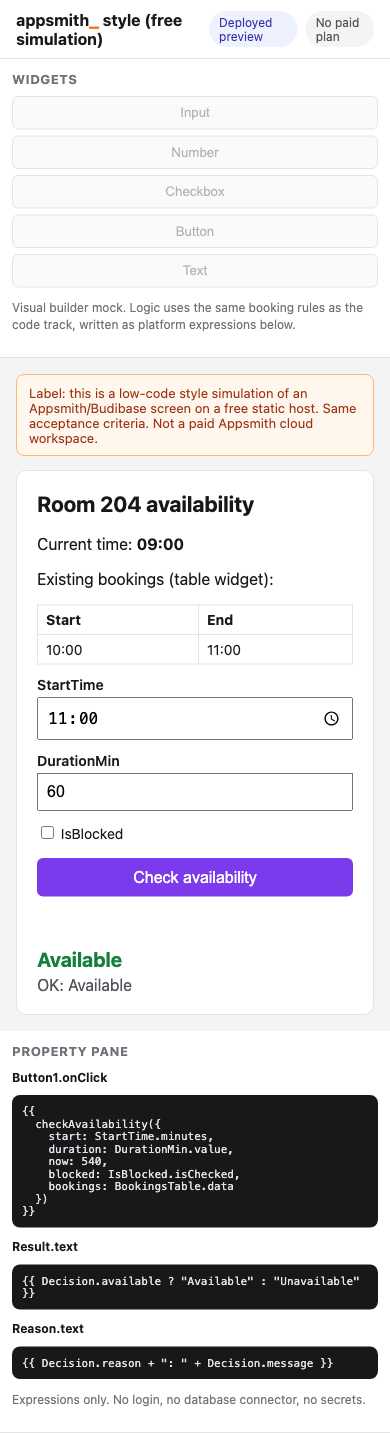 appsmith_ style (free
simulation)
Deployed
preview
No paid
plan
WIDGETS
Input
Number
Checkbox
Button
Text
Visual builder mock. Logic uses the same booking rules as the
code track, written as platform expressions below.
Label: this is a low-code style simulation of an
Appsmith/Budibase screen on a free static host. Same
acceptance criteria. Not a paid Appsmith cloud
workspace.
Room 204 availability
Current time: 09:00
Existing bookings (table widget):
Start End
10:00 11:00
StartTime
11:00
DurationMin
60
IsBlocked
Check availability
Available
OK: Available
PROPERTY PANE
Button1.onClick
{{
  checkAvailability({
    start: StartTime.minutes,
    duration: DurationMin.value,
    now: 540,
    blocked: IsBlocked.isChecked,
    bookings: BookingsTable.data
  })
}}
Result.text
{{ Decision.available ? "Available" : "Unavailable"
}}
Reason.text
{{ Decision.reason + ": " + Decision.message }}
Expressions only. No login, no database connector, no secrets.